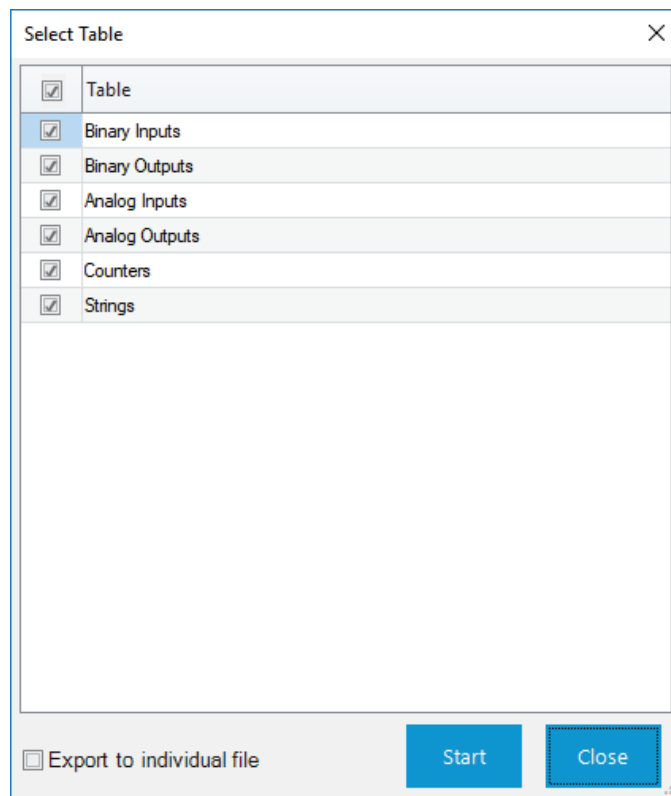 Select Table
Table
Binary Inputs
Binary Outputs
Analog Inputs
Analog Outputs
Counters
Strings
Export to individual file
Start
Close